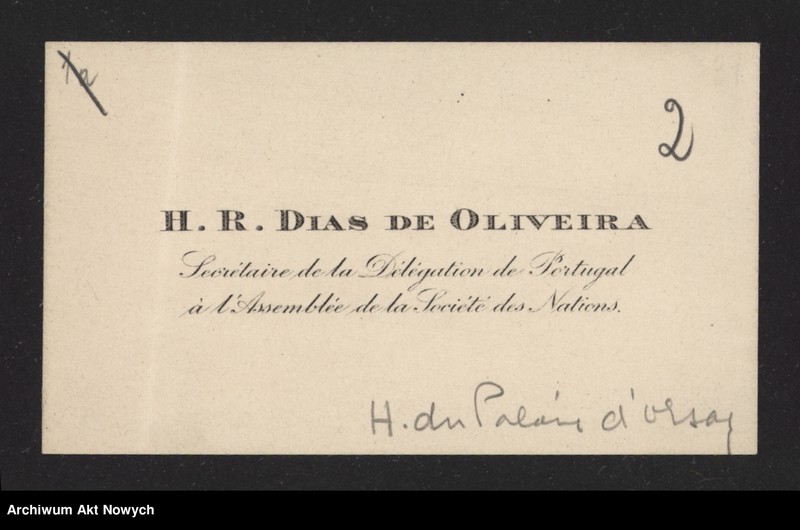 2
H. R. DIAS DE OLIVEIRA
Secrétaire de la Délégation de Portugal
à l'Assemblée de la Société des Nations.
H. du Palais d'Orsay
Archiwum Akt Nowych